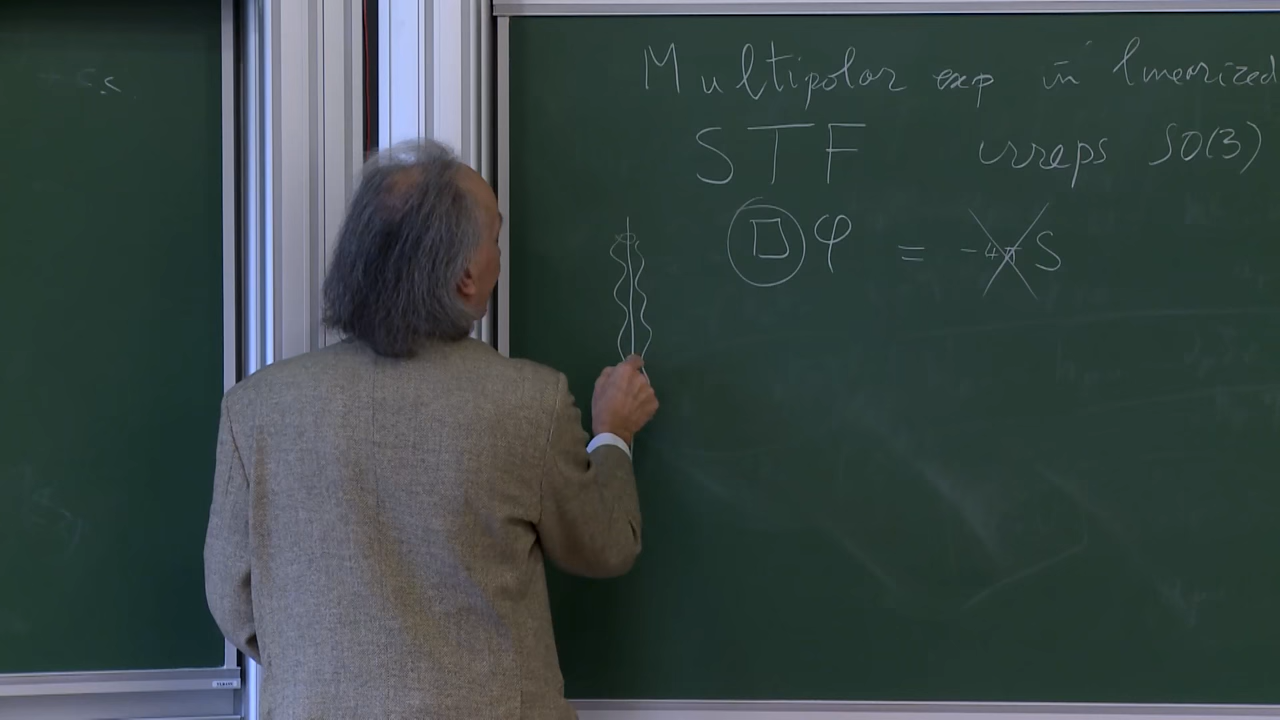 Multipolar exp in linearized
STF irreps SO(3)
□φ = -4π S